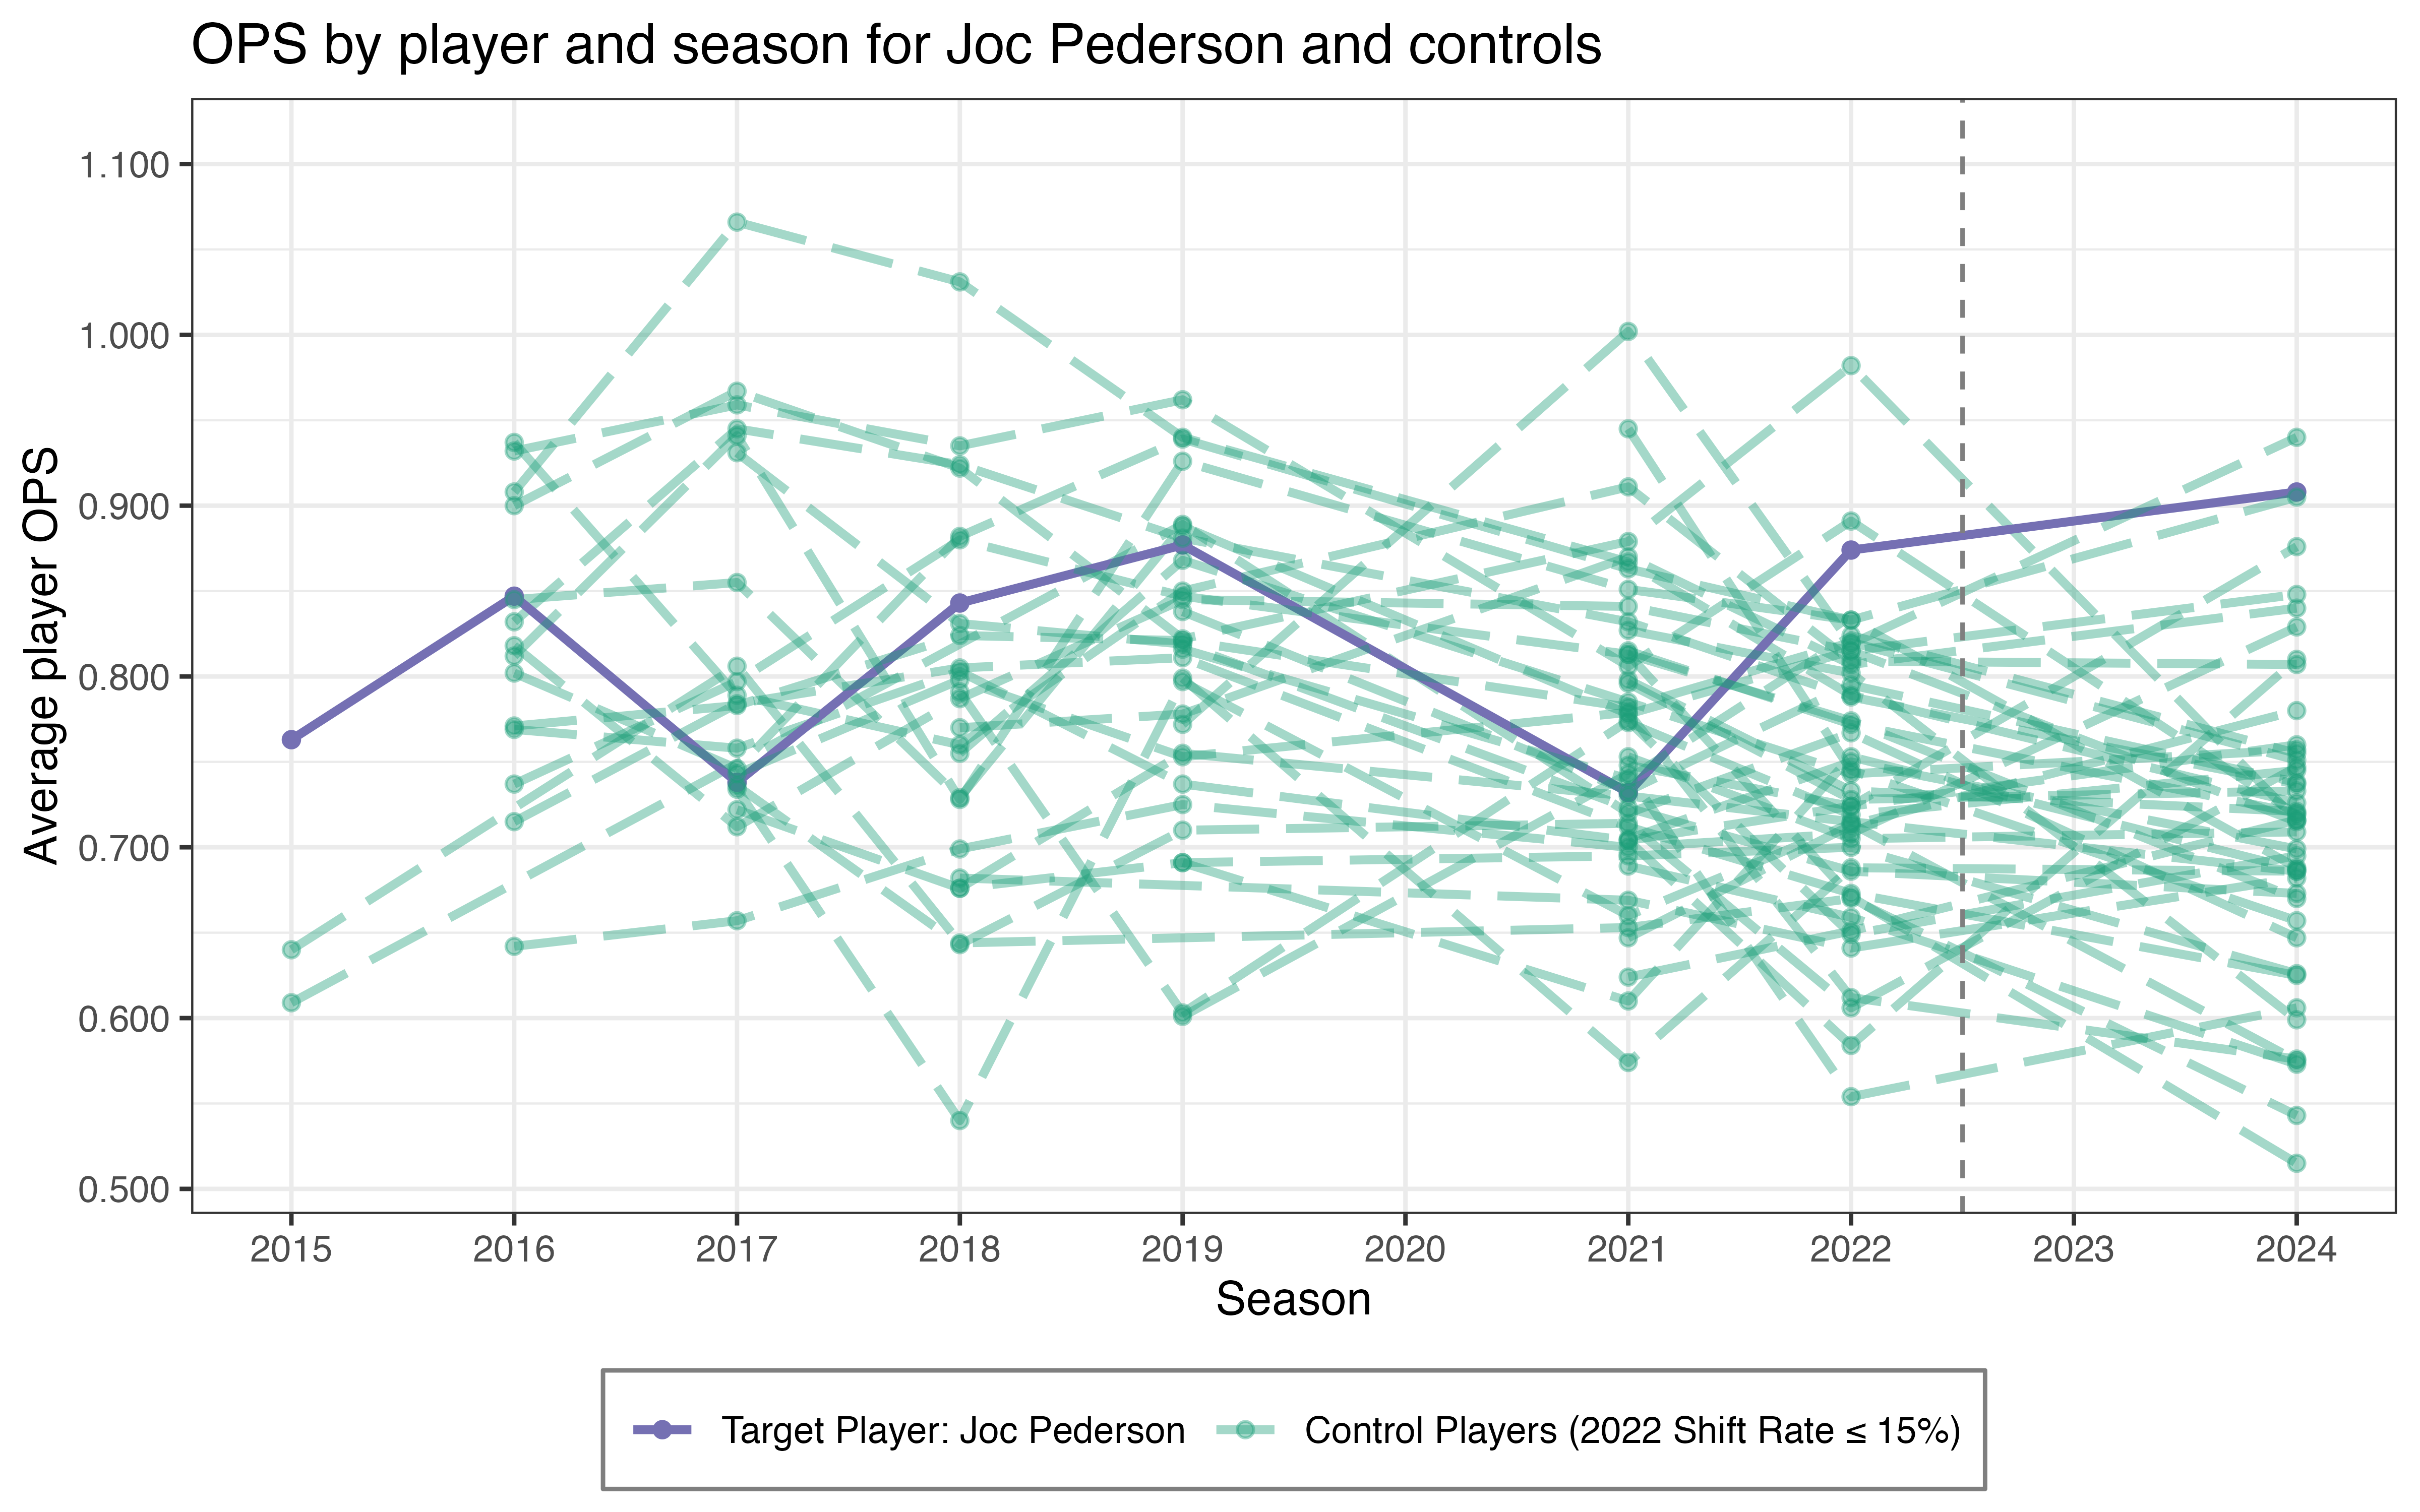 OPS by player and season for Joc Pederson and controls
Average player OPS
1.100
1.000
0.900
0.800
0.700
0.600
0.500
2015 2016 2017 2018 2019 2020 2021 2022 2023 2024
Season
Target Player: Joc Pederson Control Players (2022 Shift Rate ≤ 15%)